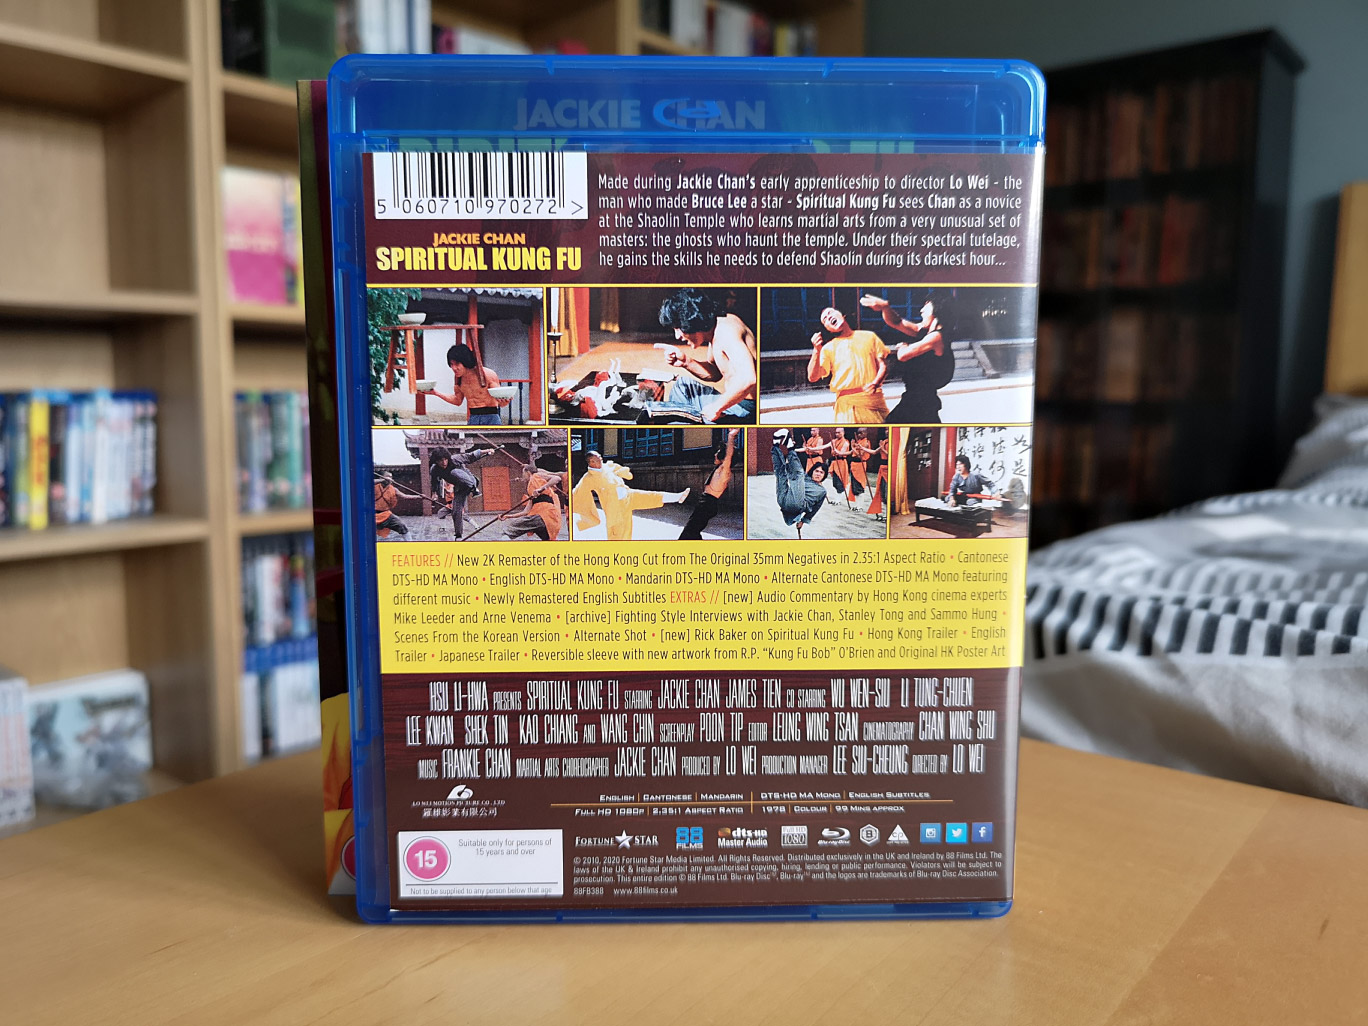 JACKIE CHAN
5 060710 970272 >
JACKIE CHAN
SPIRITUAL KUNG FU
Made during Jackie Chan's early apprenticeship to director Lo Wei - the
man who made Bruce Lee a star - Spiritual Kung Fu sees Chan as a novice
at the Shaolin Temple who learns martial arts from a very unusual set of
masters: the ghosts who haunt the temple. Under their spectral tutelage,
he gains the skills he needs to defend Shaolin during its darkest hour...
FEATURES // New 2K Remaster of the Hong Kong Cut from The Original 35mm Negatives in 2.35:1 Aspect Ratio • Cantonese
DTS-HD MA Mono • English DTS-HD MA Mono • Mandarin DTS-HD MA Mono • Alternate Cantonese DTS-HD MA Mono featuring
different music • Newly Remastered English Subtitles EXTRAS // [new] Audio Commentary by Hong Kong cinema experts
Mike Leeder and Arne Venema • [archive] Fighting Style Interviews with Jackie Chan, Stanley Tong and Sammo Hung •
Scenes From the Korean Version • Alternate Shot • [new] Rick Baker on Spiritual Kung Fu • Hong Kong Trailer • English
Trailer • Japanese Trailer • Reversible sleeve with new artwork from R.P. “Kung Fu Bob” O'Brien and Original HK Poster Art
HSU LI-HWA PRESENTS SPIRITUAL KUNG FU STARRING JACKIE CHAN JAMES TIEN CO STARRING WU WEN-SIU LI TUNG-CHUEN
LEE KWAN SHEK TIN KAO CHANG AND WANG CHIN SCREENPLAY POON TIP EDITOR LEUNG WING TSAN CINEMATOGRAPHY CHAN WING SHU
MUSIC FRANKIE CHAN MARTIAL ARTS CHOREOGRAPHER JACKIE CHAN PRODUCED BY LO WEI PRODUCTION MANAGER LEE SIU-CHEUNG DIRECTED BY LO WEI
LO WEI MOTION PICTURE CO., LTD
羅維影業有限公司
English | Cantonese | Mandarin | DTS-HD MA Mono | English Subtitles
Full HD 1080p | 2.35:1 Aspect Ratio | 1978 | Colour | 99 Mins approx
15
Suitable only for persons of
15 years and over
Not to be supplied to any person below that age
FORTUNE STAR
88 FILMS
dts-HD Master Audio
1080
Blu-ray Disc
B
© 2010, 2020 Fortune Star Media Limited. All Rights Reserved. Distributed exclusively in the UK and Ireland by 88 Films Ltd. The
laws of the UK & Ireland prohibit any unauthorised copying, hiring, lending or public performance. Violators will be subject to
prosecution. This entire edition © 88 Films Ltd. Blu-ray Disc™, Blu-ray™ and the logos are trademarks of Blu-ray Disc Association.
88FB388 www.88films.co.uk